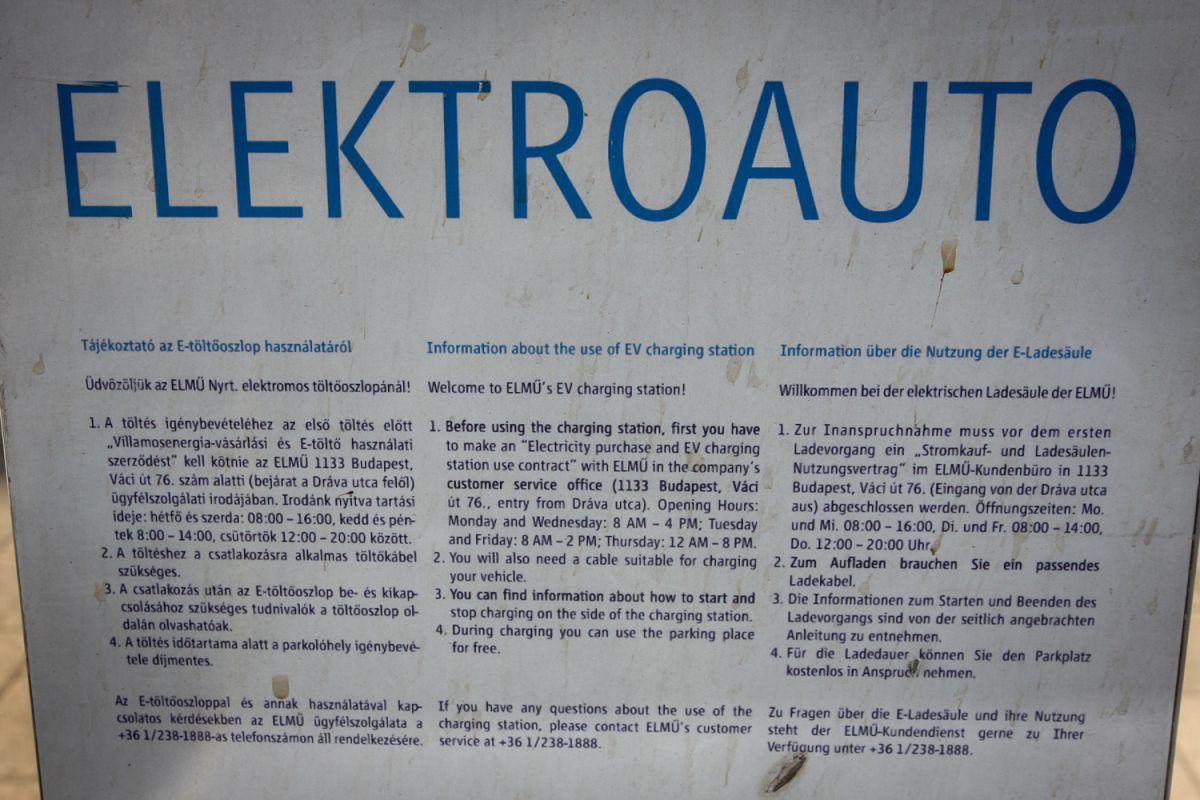 ELEKTROAUTO
Tájékoztató az E-töltőoszlop használatáról
Üdvözöljük az ELMŰ Nyrt. elektromos töltőoszlopánál!
1. A töltés igénybevételéhez az első töltés előtt
„Villamosenergia-vásárlási és E-töltő használati
szerződést" kell kötnie az ELMŰ 1133 Budapest,
Váci út 76. szám alatti (bejárat a Dráva utca felől)
ügyfélszolgálati irodájában. Irodánk nyitva tartási
ideje: hétfő és szerda: 08:00 – 16:00, kedd és pén-
tek 8:00 – 14:00, csütörtök 12:00 – 20:00 között.
2. A töltéshez a csatlakozásra alkalmas töltőkábel
szükséges.
3. A csatlakozás után az E-töltőoszlop be- és kikap-
csolásához szükséges tudnivalók a töltőoszlop ol-
dalán olvashatóak.
4. A töltés időtartama alatt a parkolóhely igénybevé-
tele díjmentes.
Az E-töltőoszloppal és annak használatával kap-
csolatos kérdésekben az ELMŰ ügyfélszolgálata a
+36 1/238-1888-as telefonszámon áll rendelkezésére.
Information about the use of EV charging station
Welcome to ELMŰ's EV charging station!
1. Before using the charging station, first you have
to make an "Electricity purchase and EV charging
station use contract" with ELMŰ in the company's
customer service office (1133 Budapest, Váci
út 76., entry from Dráva utca). Opening Hours:
Monday and Wednesday: 8 AM – 4 PM; Tuesday
and Friday: 8 AM – 2 PM; Thursday: 12 AM – 8 PM.
2. You will also need a cable suitable for charging
your vehicle.
3. You can find information about how to start and
stop charging on the side of the charging station.
4. During charging you can use the parking place
for free.
If you have any questions about the use of the
charging station, please contact ELMŰ's customer
service at +36 1/238-1888.
Information über die Nutzung der E-Ladesäule
Willkommen bei der elektrischen Ladesäule der ELMŰ!
1. Zur Inanspruchnahme muss vor dem ersten
Ladevorgang ein „Stromkauf- und Ladesäulen-
Nutzungsvertrag" im ELMŰ-Kundenbüro in 1133
Budapest, Váci út 76. (Eingang von der Dráva utca
aus) abgeschlossen werden. Öffnungszeiten: Mo.
und Mi. 08:00 – 16:00, Di. und Fr. 08:00 – 14:00,
Do. 12:00 – 20:00 Uhr.
2. Zum Aufladen brauchen Sie ein passendes
Ladekabel.
3. Die Informationen zum Starten und Beenden des
Ladevorgangs sind von der seitlich angebrachten
Anleitung zu entnehmen.
4. Für die Ladedauer können Sie den Parkplatz
kostenlos in Anspruch nehmen.
Zu Fragen über die E-Ladesäule und ihre Nutzung
steht der ELMŰ-Kundendienst gerne zu Ihrer
Verfügung unter +36 1/238-1888.